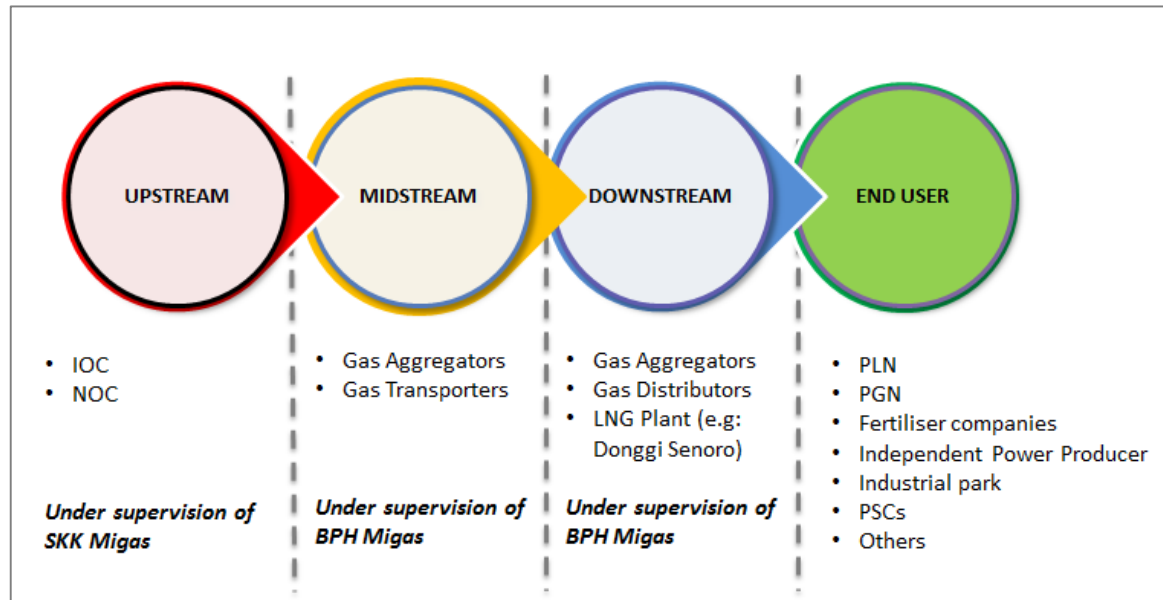 UPSTREAM
MIDSTREAM
DOWNSTREAM
END USER
• IOC
• NOC
Under supervision of
SKK Migas
• Gas Aggregators
• Gas Transporters
Under supervision of
BPH Migas
• Gas Aggregators
• Gas Distributors
• LNG Plant (e.g:
Donggi Senoro)
Under supervision of
BPH Migas
• PLN
• PGN
• Fertiliser companies
• Independent Power Producer
• Industrial park
• PSCs
• Others